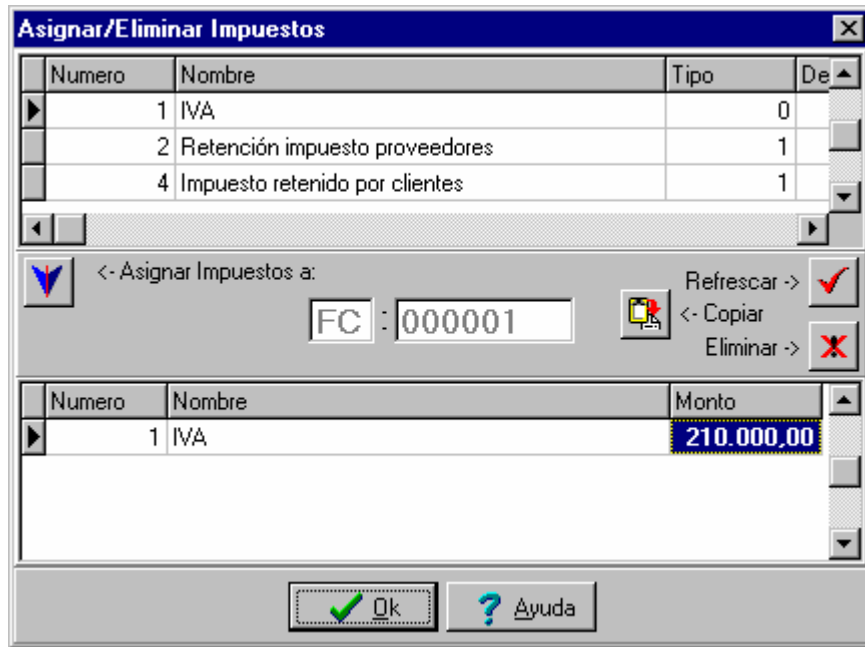 Asignar/Eliminar Impuestos
Numero Nombre Tipo De
1 IVA 0
2 Retención impuesto proveedores 1
4 Impuesto retenido por clientes 1
<- Asignar Impuestos a:
Refrescar ->
FC : 000001
<- Copiar
Eliminar ->
Numero Nombre Monto
1 IVA 210.000,00
Ok ? Ayuda